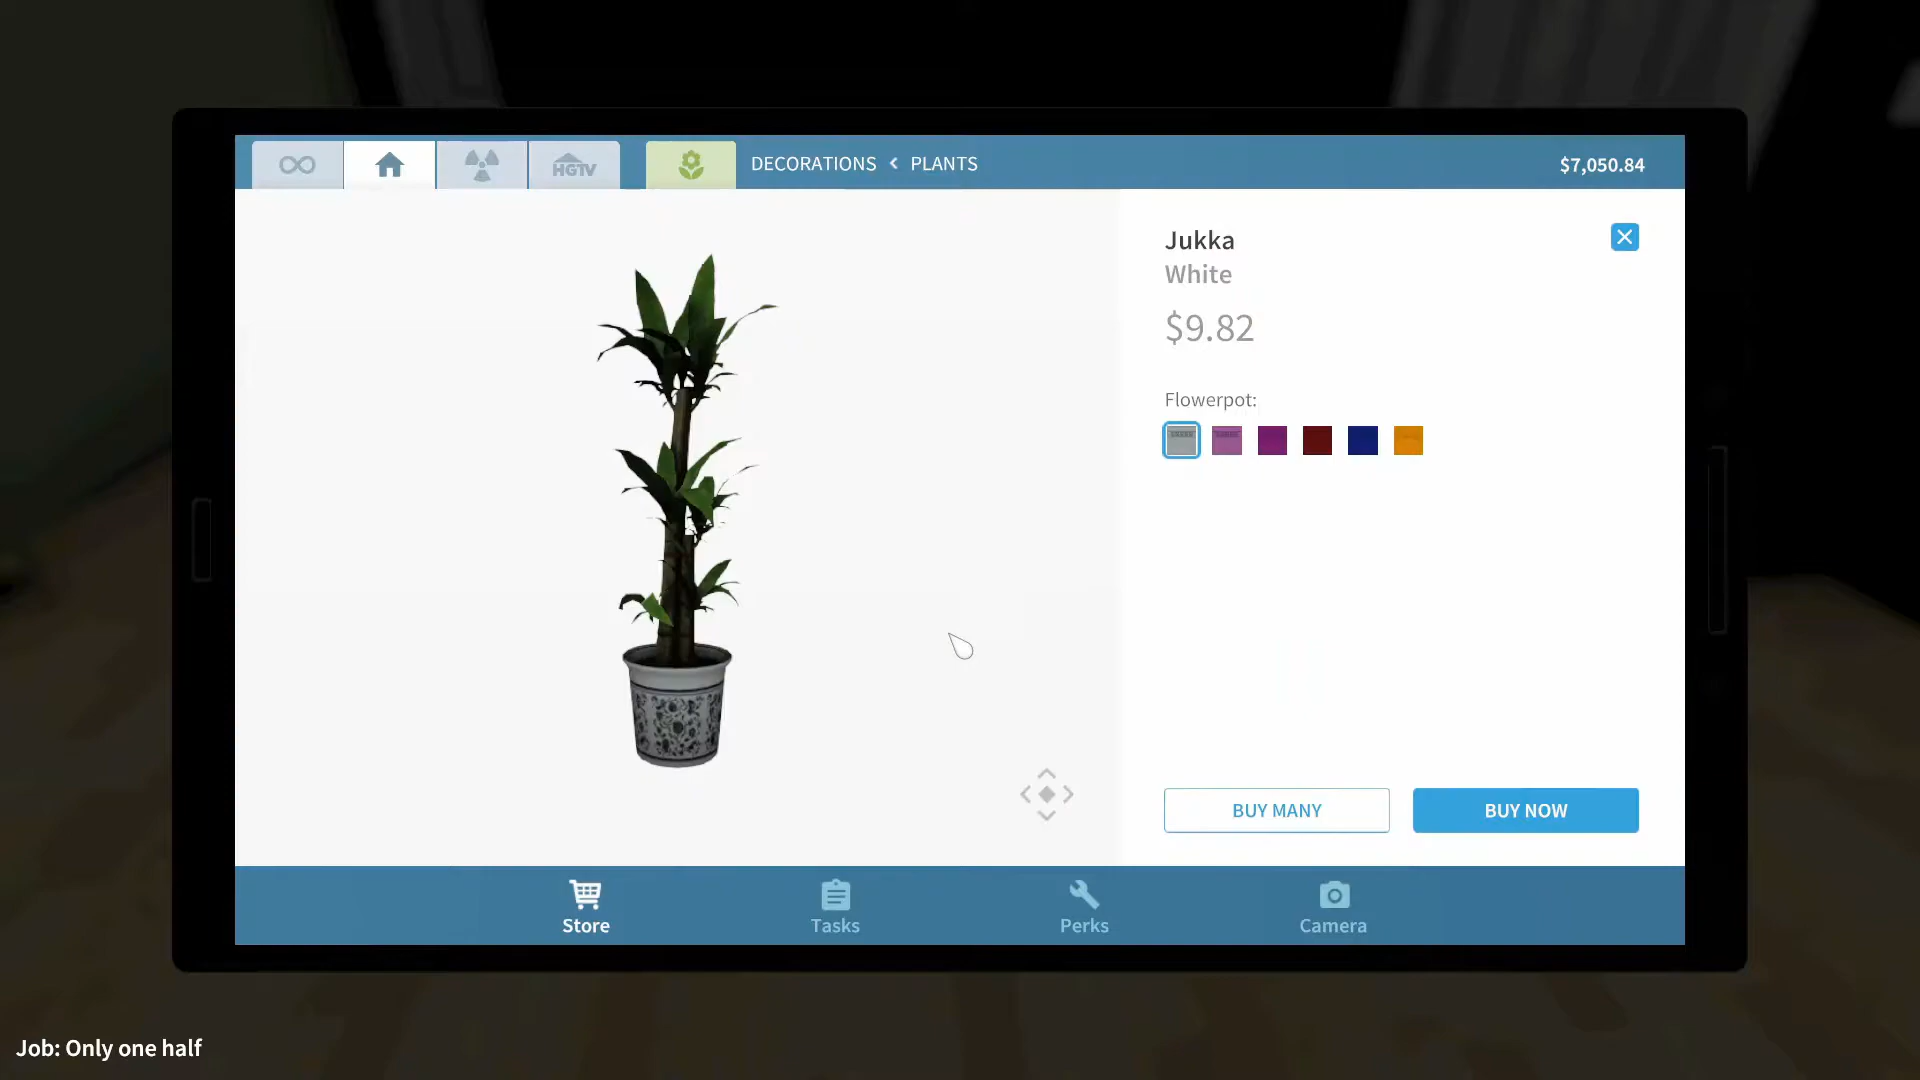 HGTV
DECORATIONS < PLANTS
$7,050.84
Jukka
White
$9.82
Flowerpot:
BUY MANY
BUY NOW
Store
Tasks
Perks
Camera
Job: Only one half